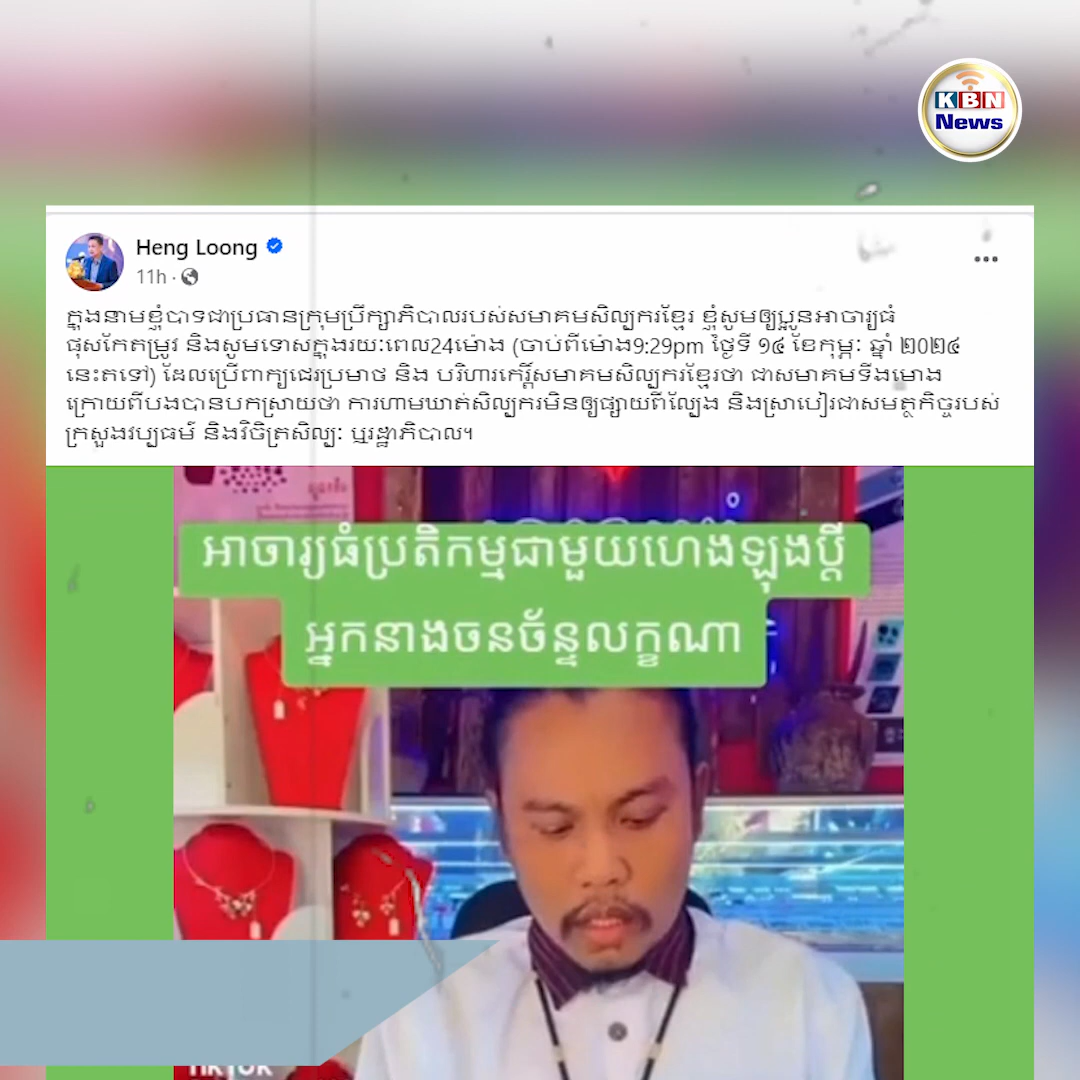 KBN
News
Heng Loong
11h ·
ក្នុងនាមខ្ញុំបាទជាប្រធានក្រុមប្រឹក្សាភិបាលរបស់សមាគមសិល្បករខ្មែរ ខ្ញុំសូមឲ្យប្អូនអាចារ្យធំ
ផុសកែតម្រូវ និងសូមទោសក្នុងរយៈពេល24ម៉ោង (ចាប់ពីម៉ោង9:29pm ថ្ងៃទី ១៤ ខែកុម្ភៈ ឆ្នាំ ២០២៤
នេះតទៅ) ដែលប្រើពាក្យជេរប្រមាថ និង បរិហារកេរ្តិ៍សមាគមសិល្បករខ្មែរថា ជាសមាគមទីងមោង
ក្រោយពីបងបានបកស្រាយថា ការហាមឃាត់សិល្បករមិនឲ្យផ្សាយពីល្បែង និងស្រាបៀរជាសមត្ថកិច្ចរបស់
ក្រសួងវប្បធម៍ និងវិចិត្រសិល្បៈ ឬរដ្ឋាភិបាល។
អាចារ្យធំប្រតិកម្មជាមួយហេងឡុងប្តី
អ្នកនាងចនច័ន្ទលក្ខណា
TikTok